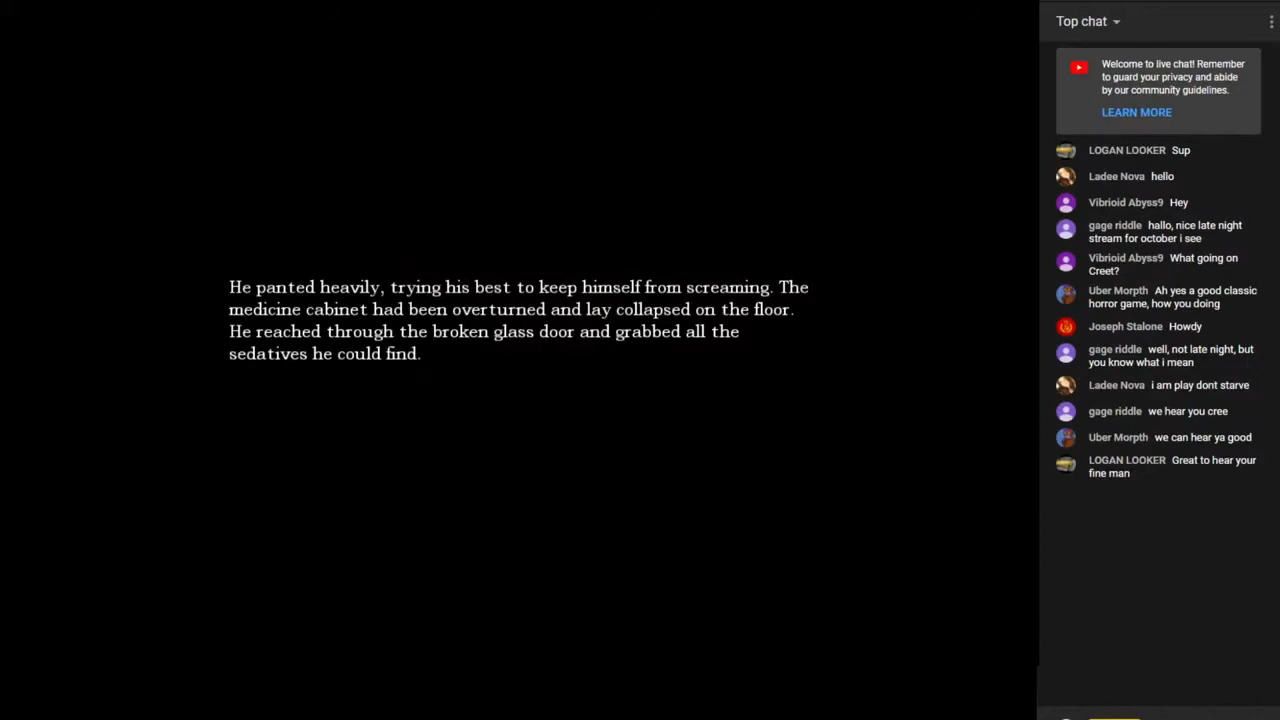 He panted heavily, trying his best to keep himself from screaming. The
medicine cabinet had been overturned and lay collapsed on the floor.
He reached through the broken glass door and grabbed all the
sedatives he could find.
Top chat
Welcome to live chat! Remember
to guard your privacy and abide
by our community guidelines.
LEARN MORE
LOGAN LOOKER Sup
Ladee Nova hello
Vibrioid Abyss9 Hey
gage riddle hallo, nice late night
stream for october i see
Vibrioid Abyss9 What going on
Creet?
Uber Morpth Ah yes a good classic
horror game, how you doing
Joseph Stalone Howdy
gage riddle well, not late night, but
you know what i mean
Ladee Nova i am play dont starve
gage riddle we hear you cree
Uber Morpth we can hear ya good
LOGAN LOOKER Great to hear your
fine man